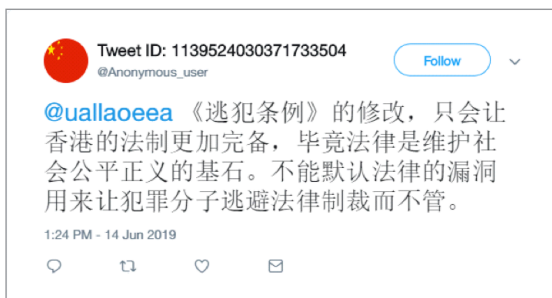 Tweet ID: 1139524030371733504
Follow
@Anonymous_user
@uallaoeea 《逃犯条例》的修改，只会让
香港的法制更加完备，毕竟法律是维护社
会公平正义的基石。不能默认法律的漏洞
用来让犯罪分子逃避法律制裁而不管。
1:24 PM - 14 Jun 2019